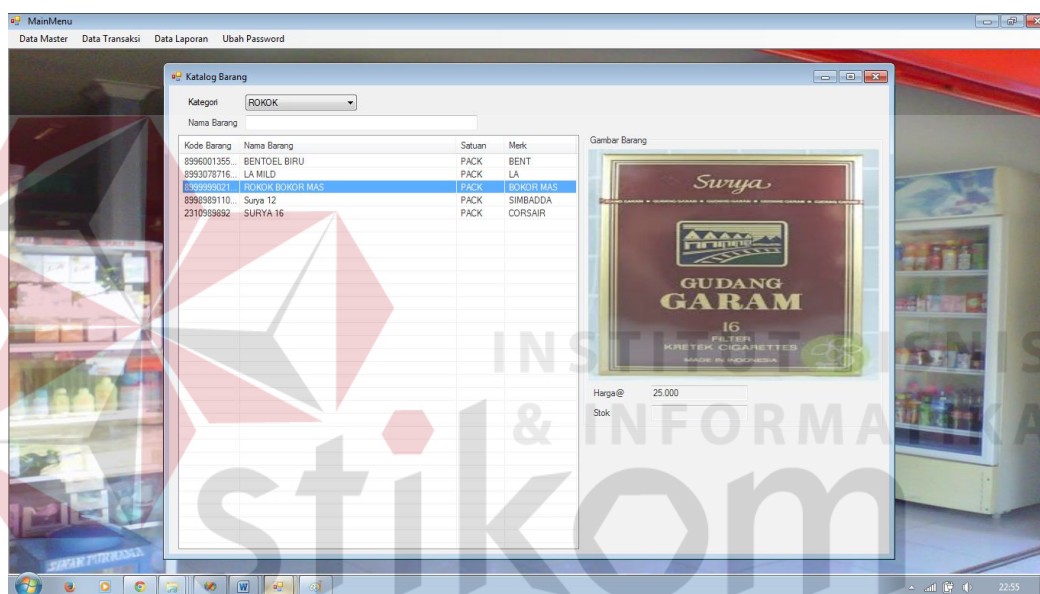 MainMenu
Data Master Data Transaksi Data Laporan Ubah Password
Katalog Barang
Kategori ROKOK
Nama Barang
Kode Barang Nama Barang Satuan Merk
8996001355... BENTOEL BIRU PACK BENT
8993078716... LA MILD PACK LA
8999999021... ROKOK BOKOR MAS PACK BOKOR MAS
8998989110... Surya 12 PACK SIMBADDA
2310989892 SURYA 16 PACK CORSAIR
Gambar Barang
Surya
GUDANG
GARAM
16
FILTER
KRETEK CIGARETTES
MADE IN INDONESIA
Harga@ 25.000
Stok
INSTITUT BISNIS
& INFORMATIKA
stikom
22:55